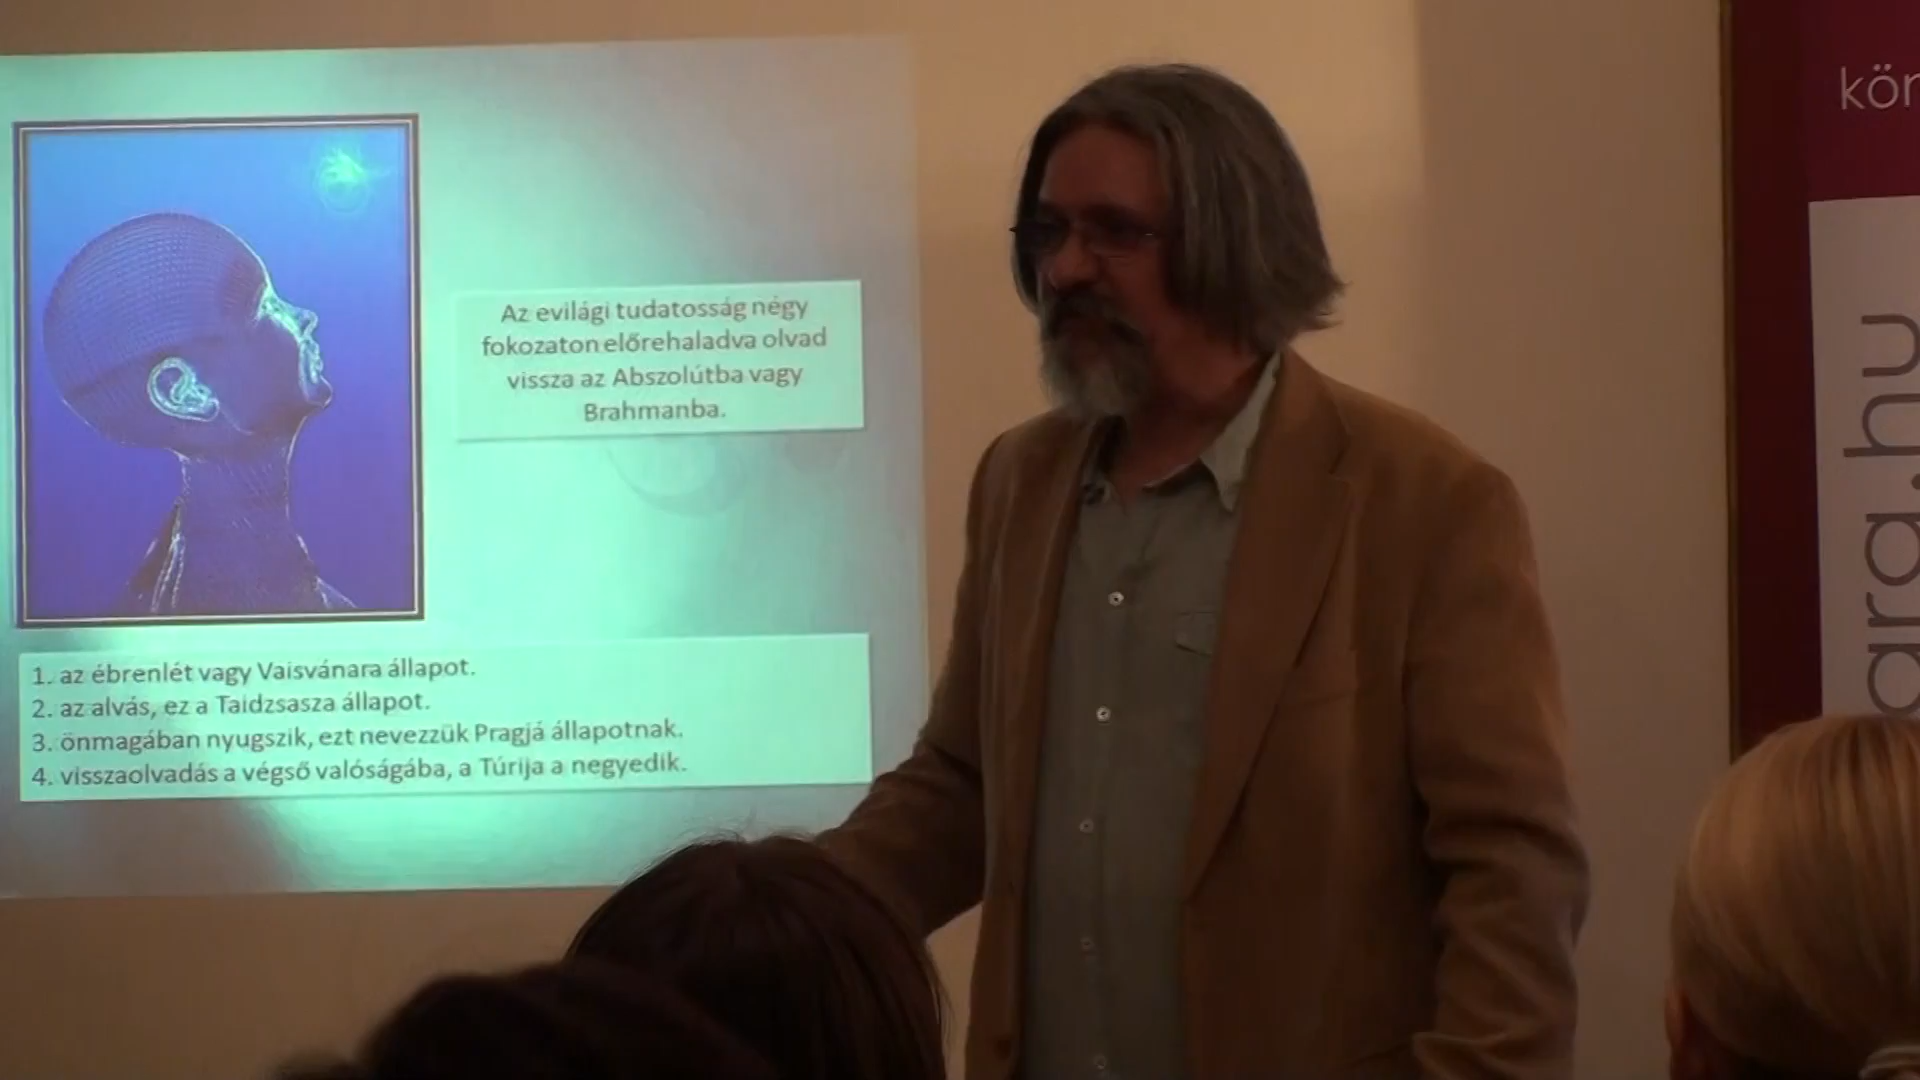 Az evilági tudatosság négy
fokozaton előrehaladva olvad
vissza az Abszolútba vagy
Brahmanba.
1. az ébrenlét vagy Vaisvánara állapot.
2. az alvás, ez a Taidzsasza állapot.
3. önmagában nyugszik, ezt nevezzük Pragjá állapotnak.
4. visszaolvadás a végső valóságába, a Túrija a negyedik.
kör
ara.hu